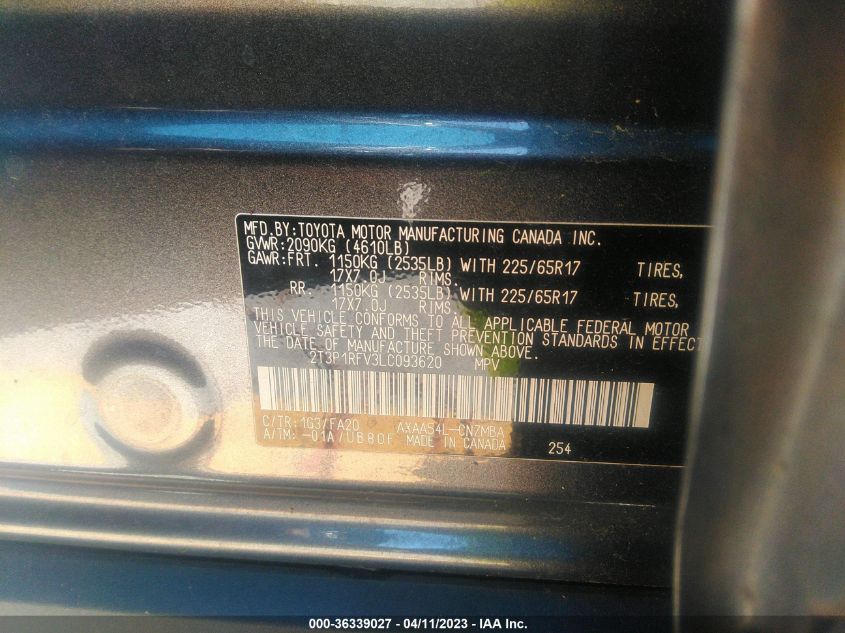 MFD.BY:TOYOTA MOTOR MANUFACTURING CANADA INC.
GVWR:2090KG (4610LB)
GAWR:FRT. 1150KG (2535LB) WITH 225/65R17 TIRES,
17X7.0J RIMS.
RR. 1150KG (2535LB) WITH 225/65R17 TIRES,
17X7.0J RIMS.
THIS VEHICLE CONFORMS TO ALL APPLICABLE FEDERAL MOTOR
VEHICLE SAFETY AND THEFT PREVENTION STANDARDS IN EFFECT
THE DATE OF MANUFACTURE SHOWN ABOVE.
2T3P1RFV3LC093620 MPV
C/TR:1G3/FA20 AXAA54L-CNZMBA
A/TM:-01A/UB80F MADE IN CANADA 254
000-36339027 - 04/11/2023 - IAA Inc.